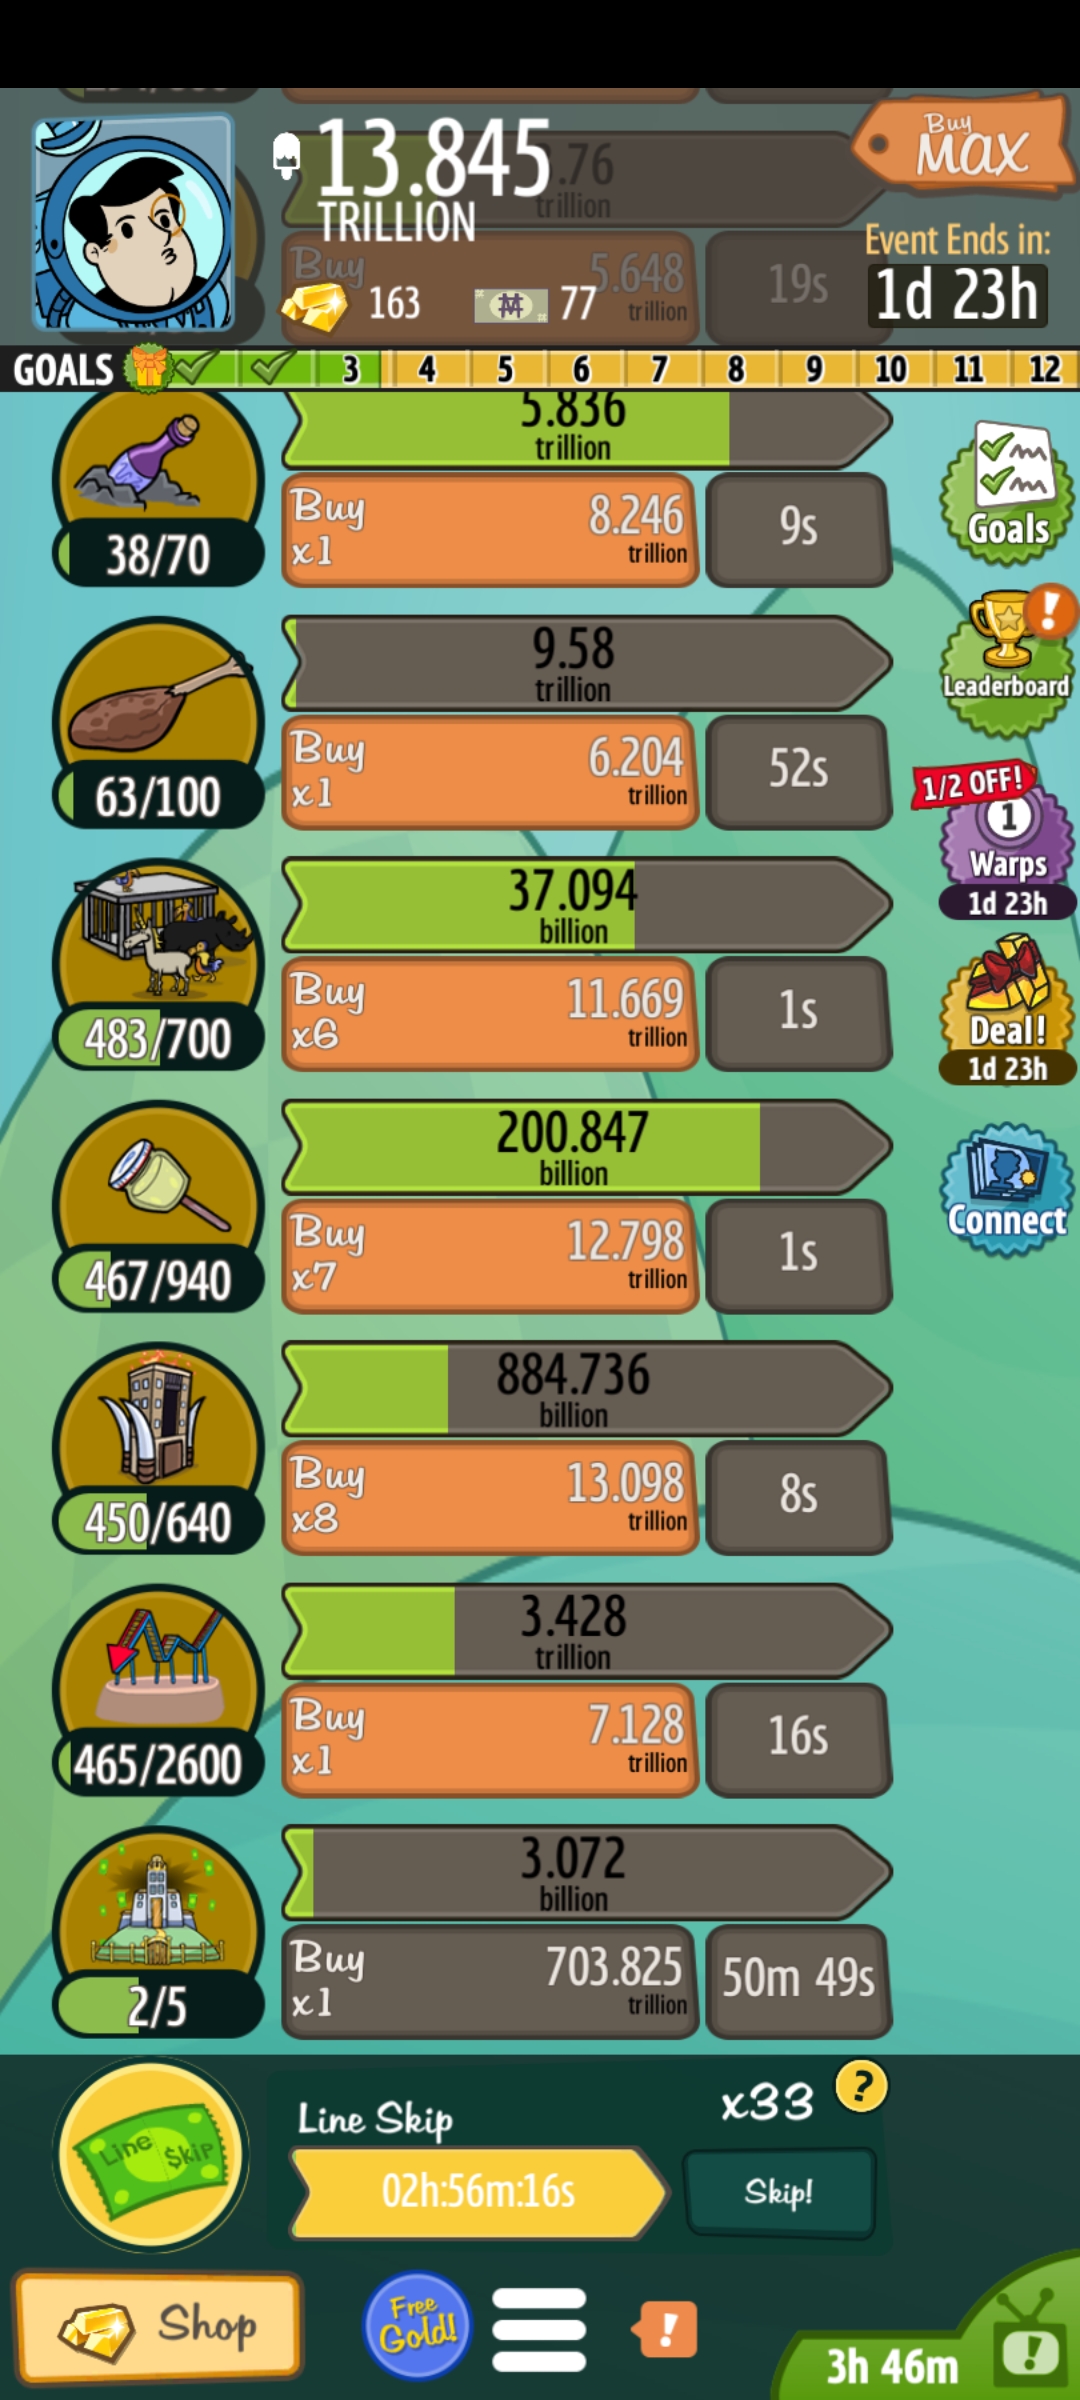 13.845
TRILLION
.76
trillion
Buy
MAX
Buy
5.648
trillion
19s
163
77
Event Ends in:
1d 23h
GOALS
3
4
5
6
7
8
9
10
11
12
5.836
trillion
38/70
Buy
x1
8.246
trillion
9s
Goals
9.58
trillion
63/100
Buy
x1
6.204
trillion
52s
!
Leaderboard
1/2 OFF!
1
Warps
1d 23h
37.094
billion
483/700
Buy
x6
11.669
trillion
1s
Deal!
1d 23h
200.847
billion
467/940
Buy
x7
12.798
trillion
1s
Connect
884.736
billion
450/640
Buy
x8
13.098
trillion
8s
3.428
trillion
465/2600
Buy
x1
7.128
trillion
16s
3.072
billion
2/5
Buy
x1
703.825
trillion
50m 49s
Line $kip
Line Skip
x33
?
02h:56m:16s
Skip!
Shop
Free
Gold!
!
3h 46m
!